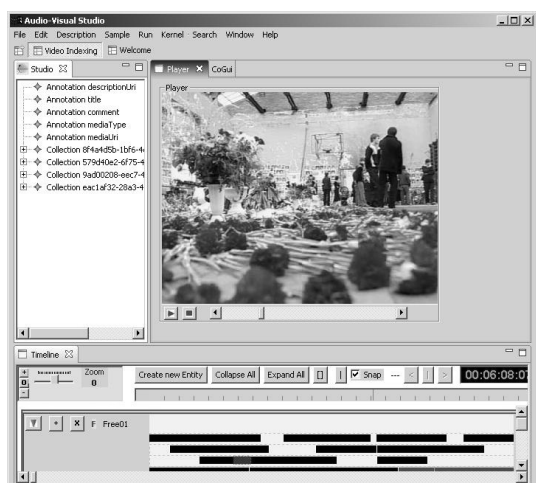 Audio-Visual Studio
File Edit Description Sample Run Kernel Search Window Help
Video Indexing Welcome
Studio
Player CoGui
Player
Annotation descriptionUri
Annotation title
Annotation comment
Annotation mediaType
Annotation mediaUri
Collection 8f4a4d5b-1bf6-4
Collection 579d40e2-6f75-4
Collection 9ad00208-eec7-4
Collection eac1af32-28a3-4
Timeline
Zoom
0
0
Create new Entity Collapse All Expand All [] | Snap --- < | > 00:06:08:07
F Free01